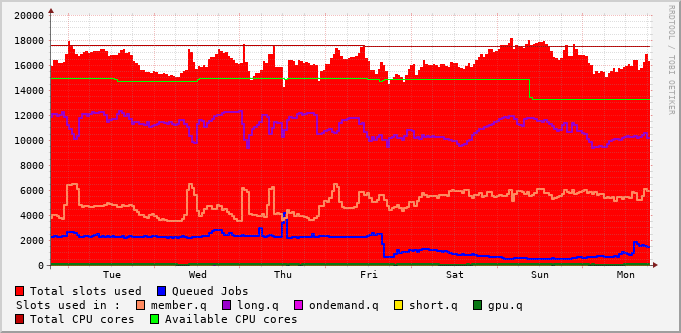 RRDTOOL / TOBI OETIKER
20000
18000
16000
14000
12000
10000
8000
6000
4000
2000
0
Tue Wed Thu Fri Sat Sun Mon
Total slots used Queued Jobs
Slots used in : member.q long.q ondemand.q short.q gpu.q
Total CPU cores Available CPU cores